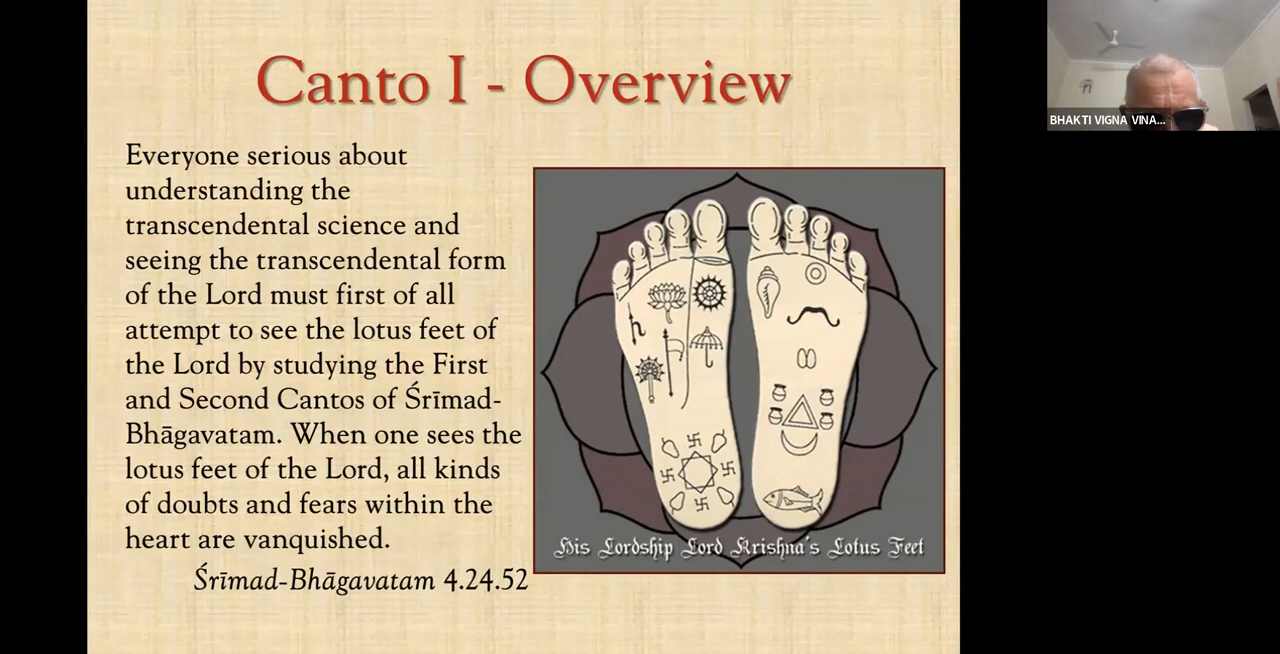 Canto I - Overview
Everyone serious about
understanding the
transcendental science and
seeing the transcendental form
of the Lord must first of all
attempt to see the lotus feet of
the Lord by studying the First
and Second Cantos of Śrīmad-
Bhāgavatam. When one sees the
lotus feet of the Lord, all kinds
of doubts and fears within the
heart are vanquished.
Śrīmad-Bhāgavatam 4.24.52
His Lordship Lord Krishna's Lotus Feet
BHAKTI VIGNA VINA...